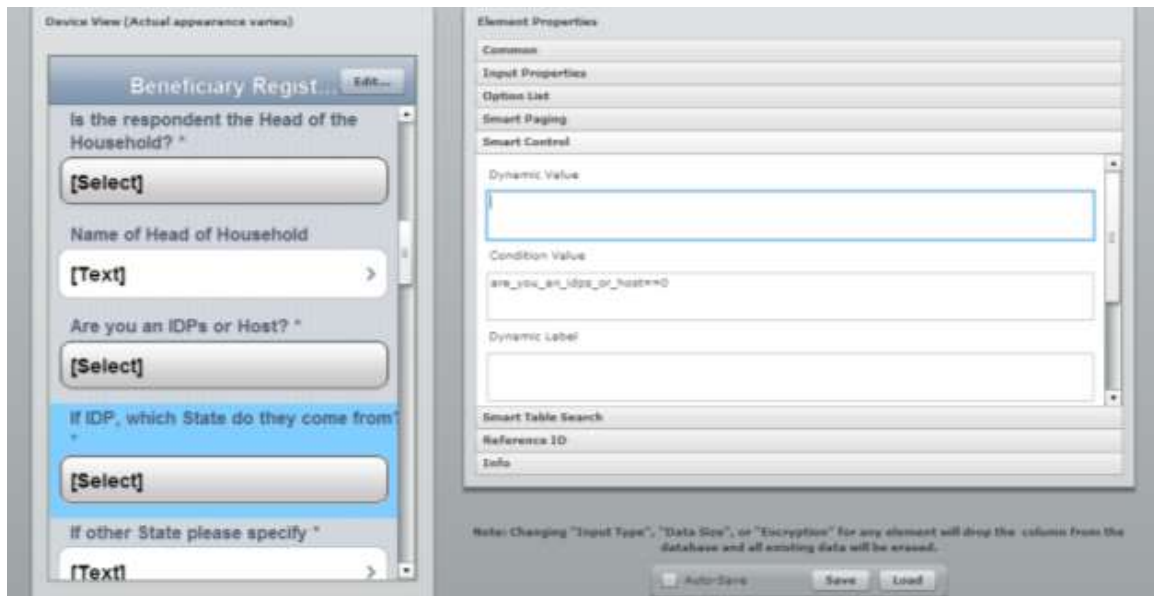 Device View (Actual appearance varies)
Beneficiary Regist...
Edit...
Is the respondent the Head of the
Household? *
[Select]
Name of Head of Household
[Text]
Are you an IDPs or Host? *
[Select]
If IDP, which State do they come from?
*
[Select]
If other State please specify *
[Text]
Element Properties
Common
Input Properties
Option List
Smart Paging
Smart Control
Dynamic Value
Condition Value
are_you_an_idps_or_host==0
Dynamic Label
Smart Table Search
Reference ID
Info
Note: Changing "Input Type", "Data Size", or "Encryption" for any element will drop the column from the
database and all existing data will be erased.
Auto-Save
Save
Load